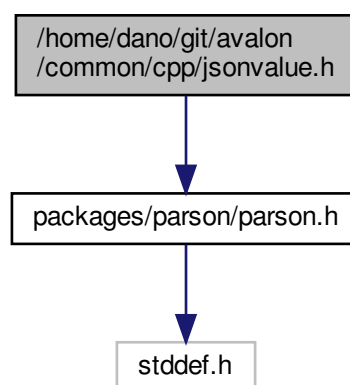 /home/dano/git/avalon
/common/cpp/jsonvalue.h
packages/parson/parson.h
stddef.h